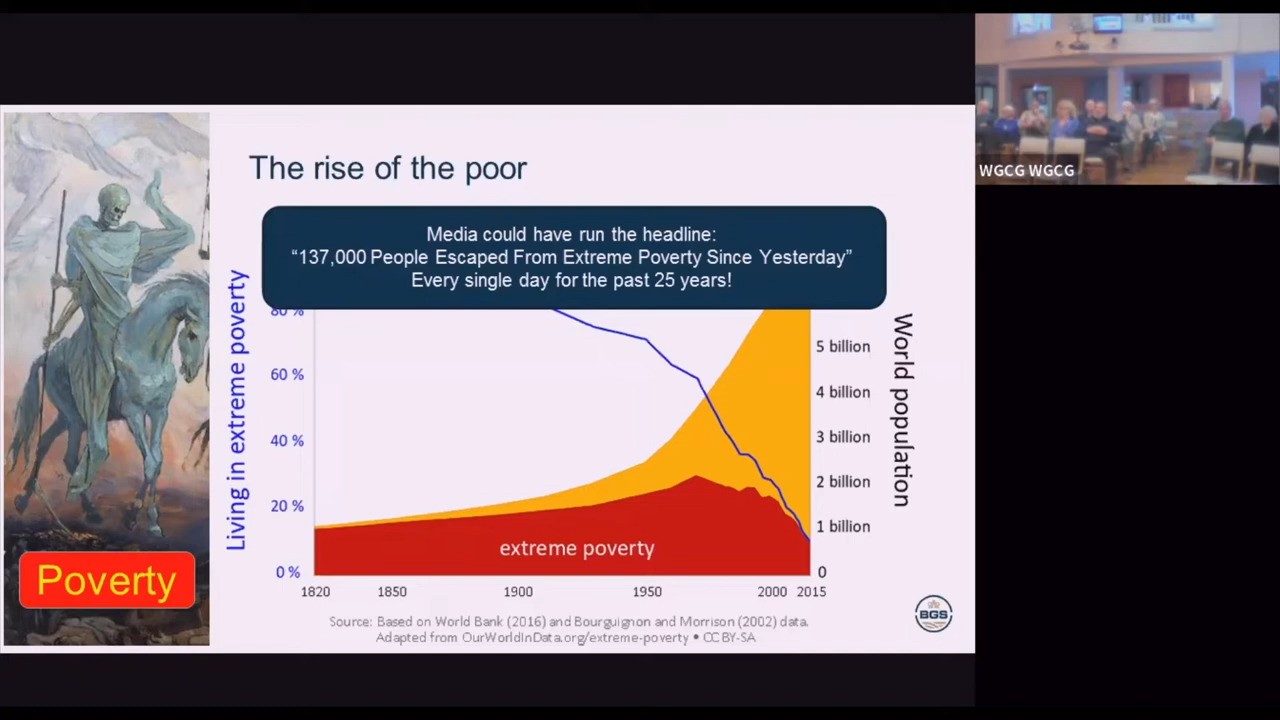 WGCG WGCG
The rise of the poor
Media could have run the headline:
“137,000 People Escaped From Extreme Poverty Since Yesterday”
Every single day for the past 25 years!
Living in extreme poverty
80 %
60 %
40 %
20 %
0 %
World population
5 billion
4 billion
3 billion
2 billion
1 billion
0
extreme poverty
1820
1850
1900
1950
2000
2015
Poverty
Source: Based on World Bank (2016) and Bourguignon and Morrison (2002) data.
Adapted from OurWorldInData.org/extreme-poverty • CC BY-SA
BGS